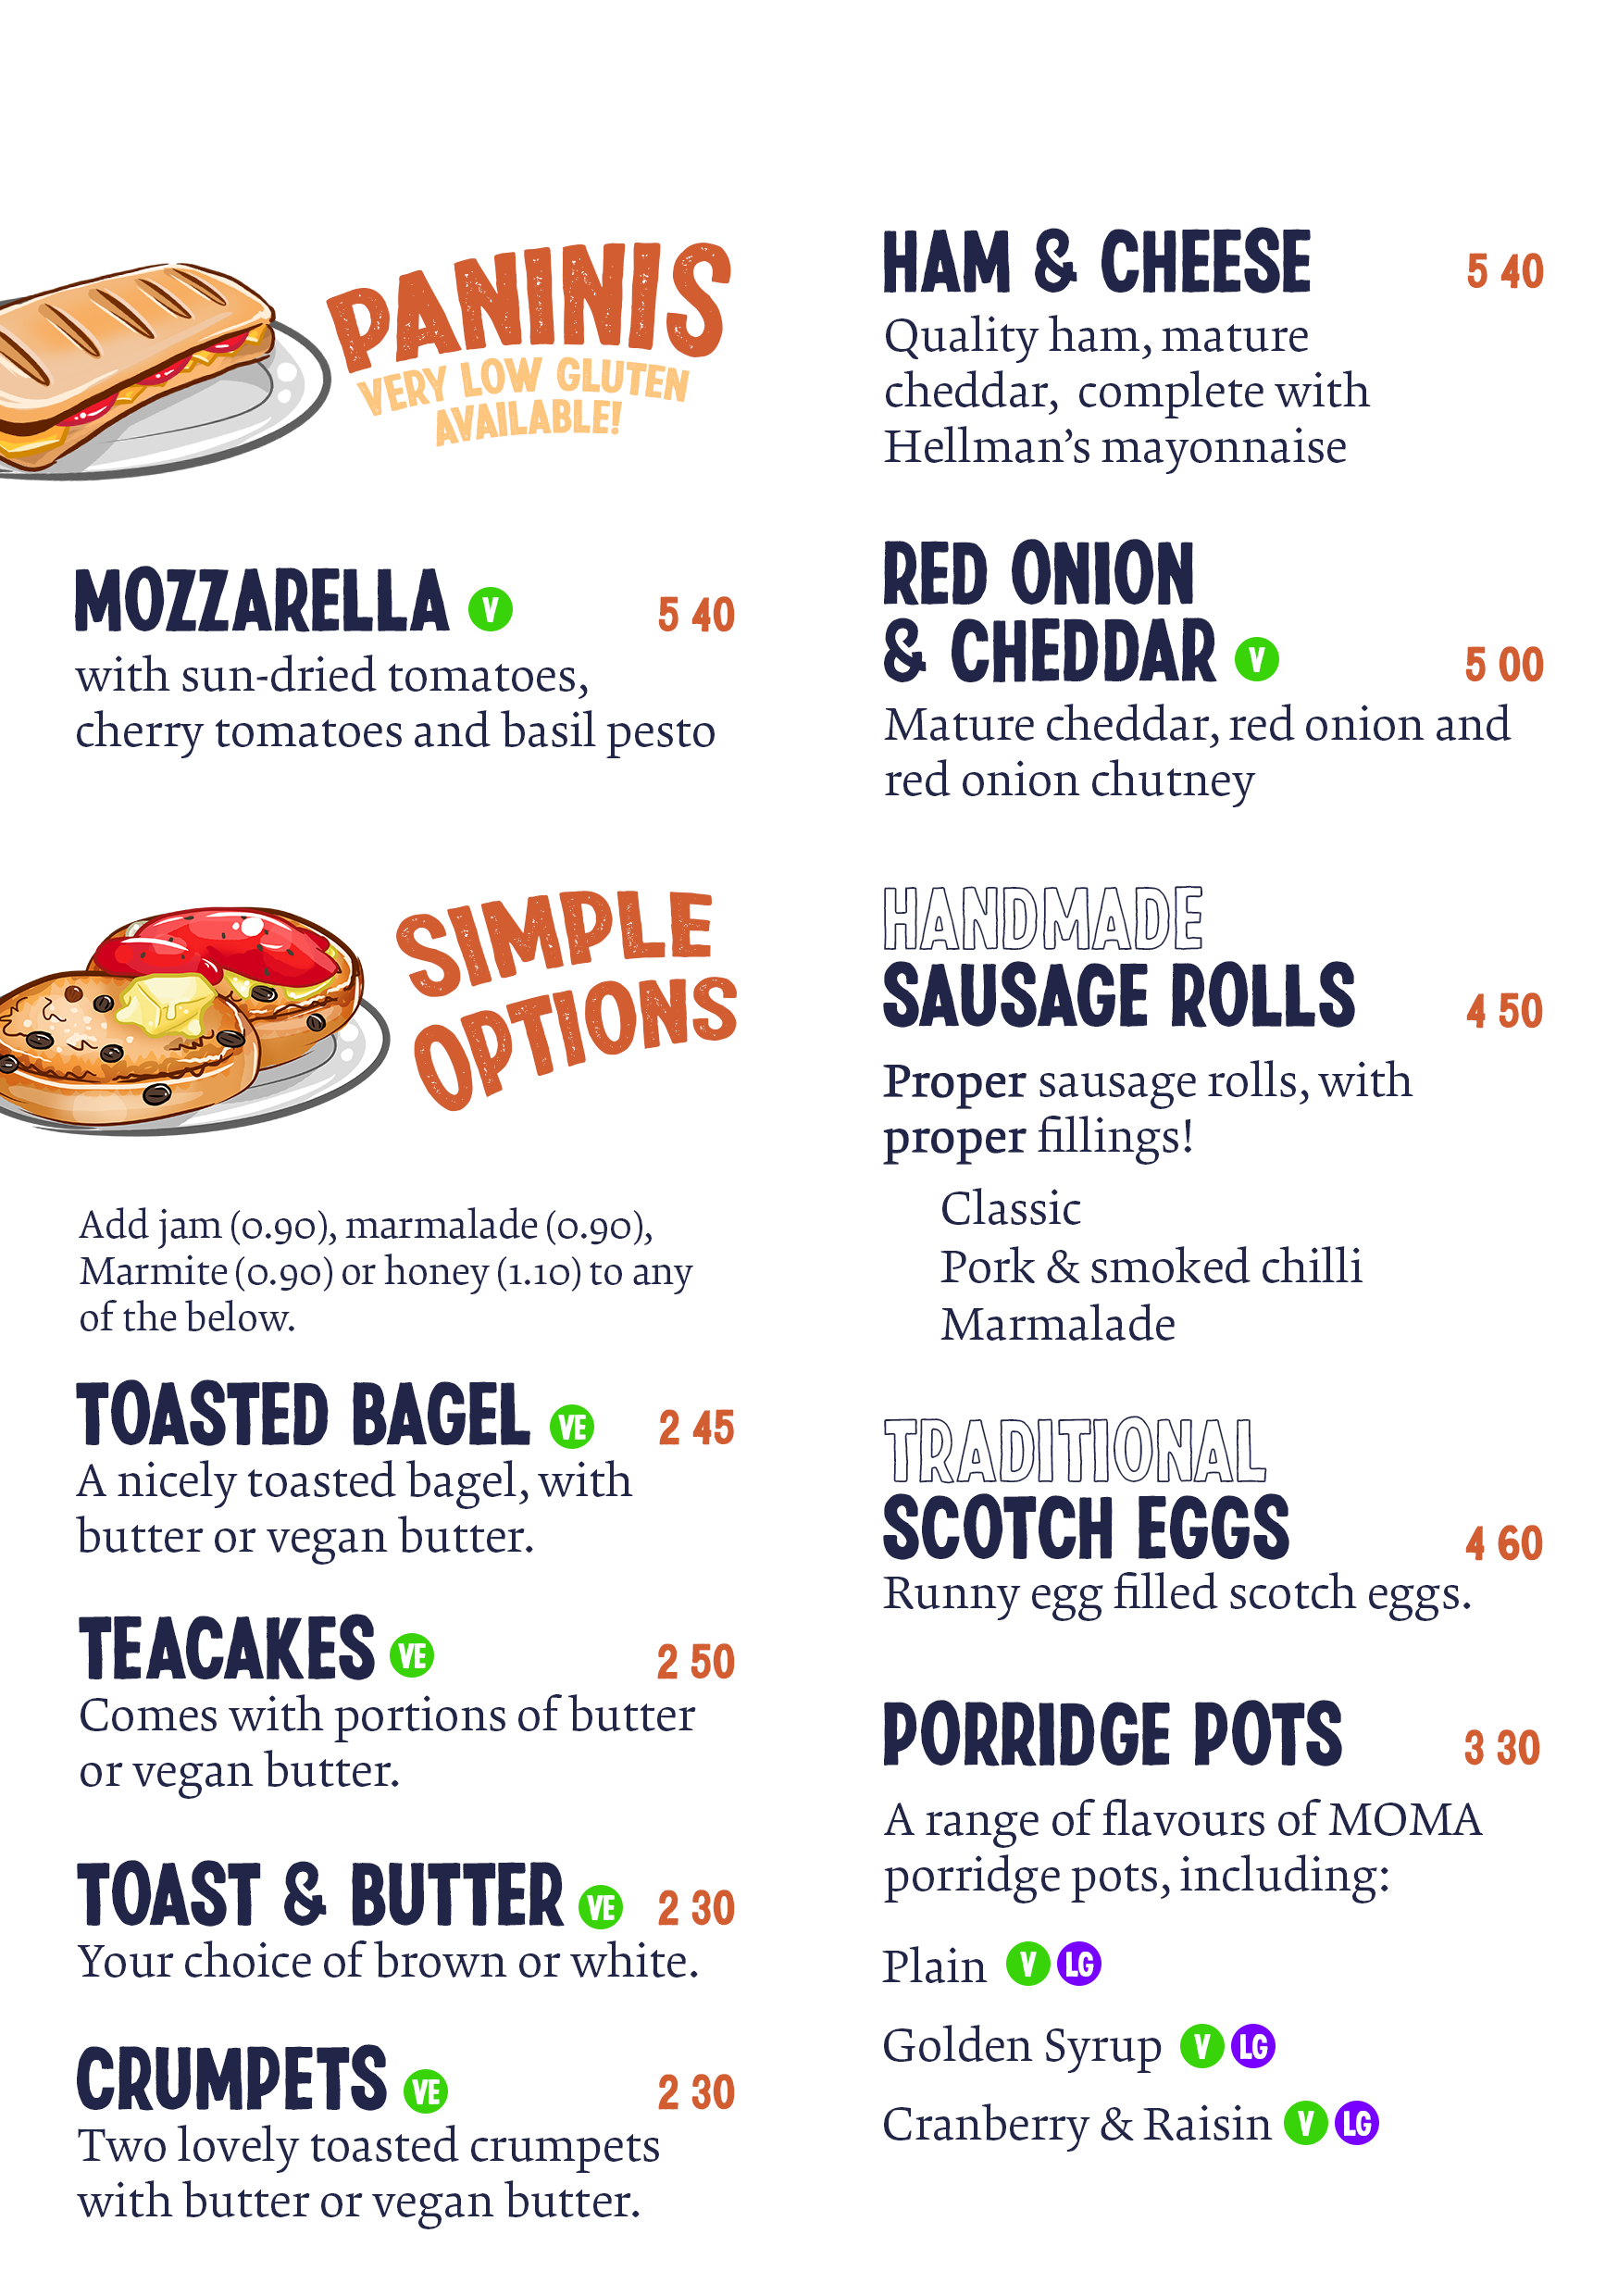 PANINIS
VERY LOW GLUTEN
AVAILABLE!
MOZZARELLA V 5 40
with sun-dried tomatoes,
cherry tomatoes and basil pesto
SIMPLE
OPTIONS
Add jam (0.90), marmalade (0.90),
Marmite (0.90) or honey (1.10) to any
of the below.
TOASTED BAGEL VE 2 45
A nicely toasted bagel, with
butter or vegan butter.
TEACAKES VE 2 50
Comes with portions of butter
or vegan butter.
TOAST & BUTTER VE 2 30
Your choice of brown or white.
CRUMPETS VE 2 30
Two lovely toasted crumpets
with butter or vegan butter.
HAM & CHEESE 5 40
Quality ham, mature
cheddar, complete with
Hellman’s mayonnaise
RED ONION
& CHEDDAR V 5 00
Mature cheddar, red onion and
red onion chutney
HANDMADE
SAUSAGE ROLLS 4 50
Proper sausage rolls, with
proper fillings!
Classic
Pork & smoked chilli
Marmalade
TRADITIONAL
SCOTCH EGGS 4 60
Runny egg filled scotch eggs.
PORRIDGE POTS 3 30
A range of flavours of MOMA
porridge pots, including:
Plain V LG
Golden Syrup V LG
Cranberry & Raisin V LG